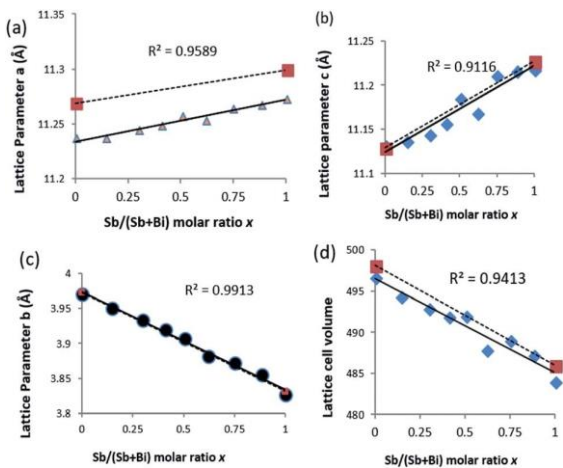 (a)
Lattice Parameter a (Å)
11.35
11.3
11.25
11.2
R² = 0.9589
0 0.25 0.5 0.75 1
Sb/(Sb+Bi) molar ratio x
(b)
Lattice parameter c (Å)
11.25
11.2
11.15
11.1
R² = 0.9116
0 0.25 0.5 0.75 1
Sb/(Sb+Bi) molar ratio x
(c)
Lattice Parameter b (Å)
4
3.95
3.9
3.85
3.8
R² = 0.9913
0 0.25 0.5 0.75 1
Sb/(Sb+Bi) molar ratio x
(d)
Lattice cell volume
500
495
490
485
480
R² = 0.9413
0 0.25 0.5 0.75 1
Sb/(Sb+Bi) molar ratio x